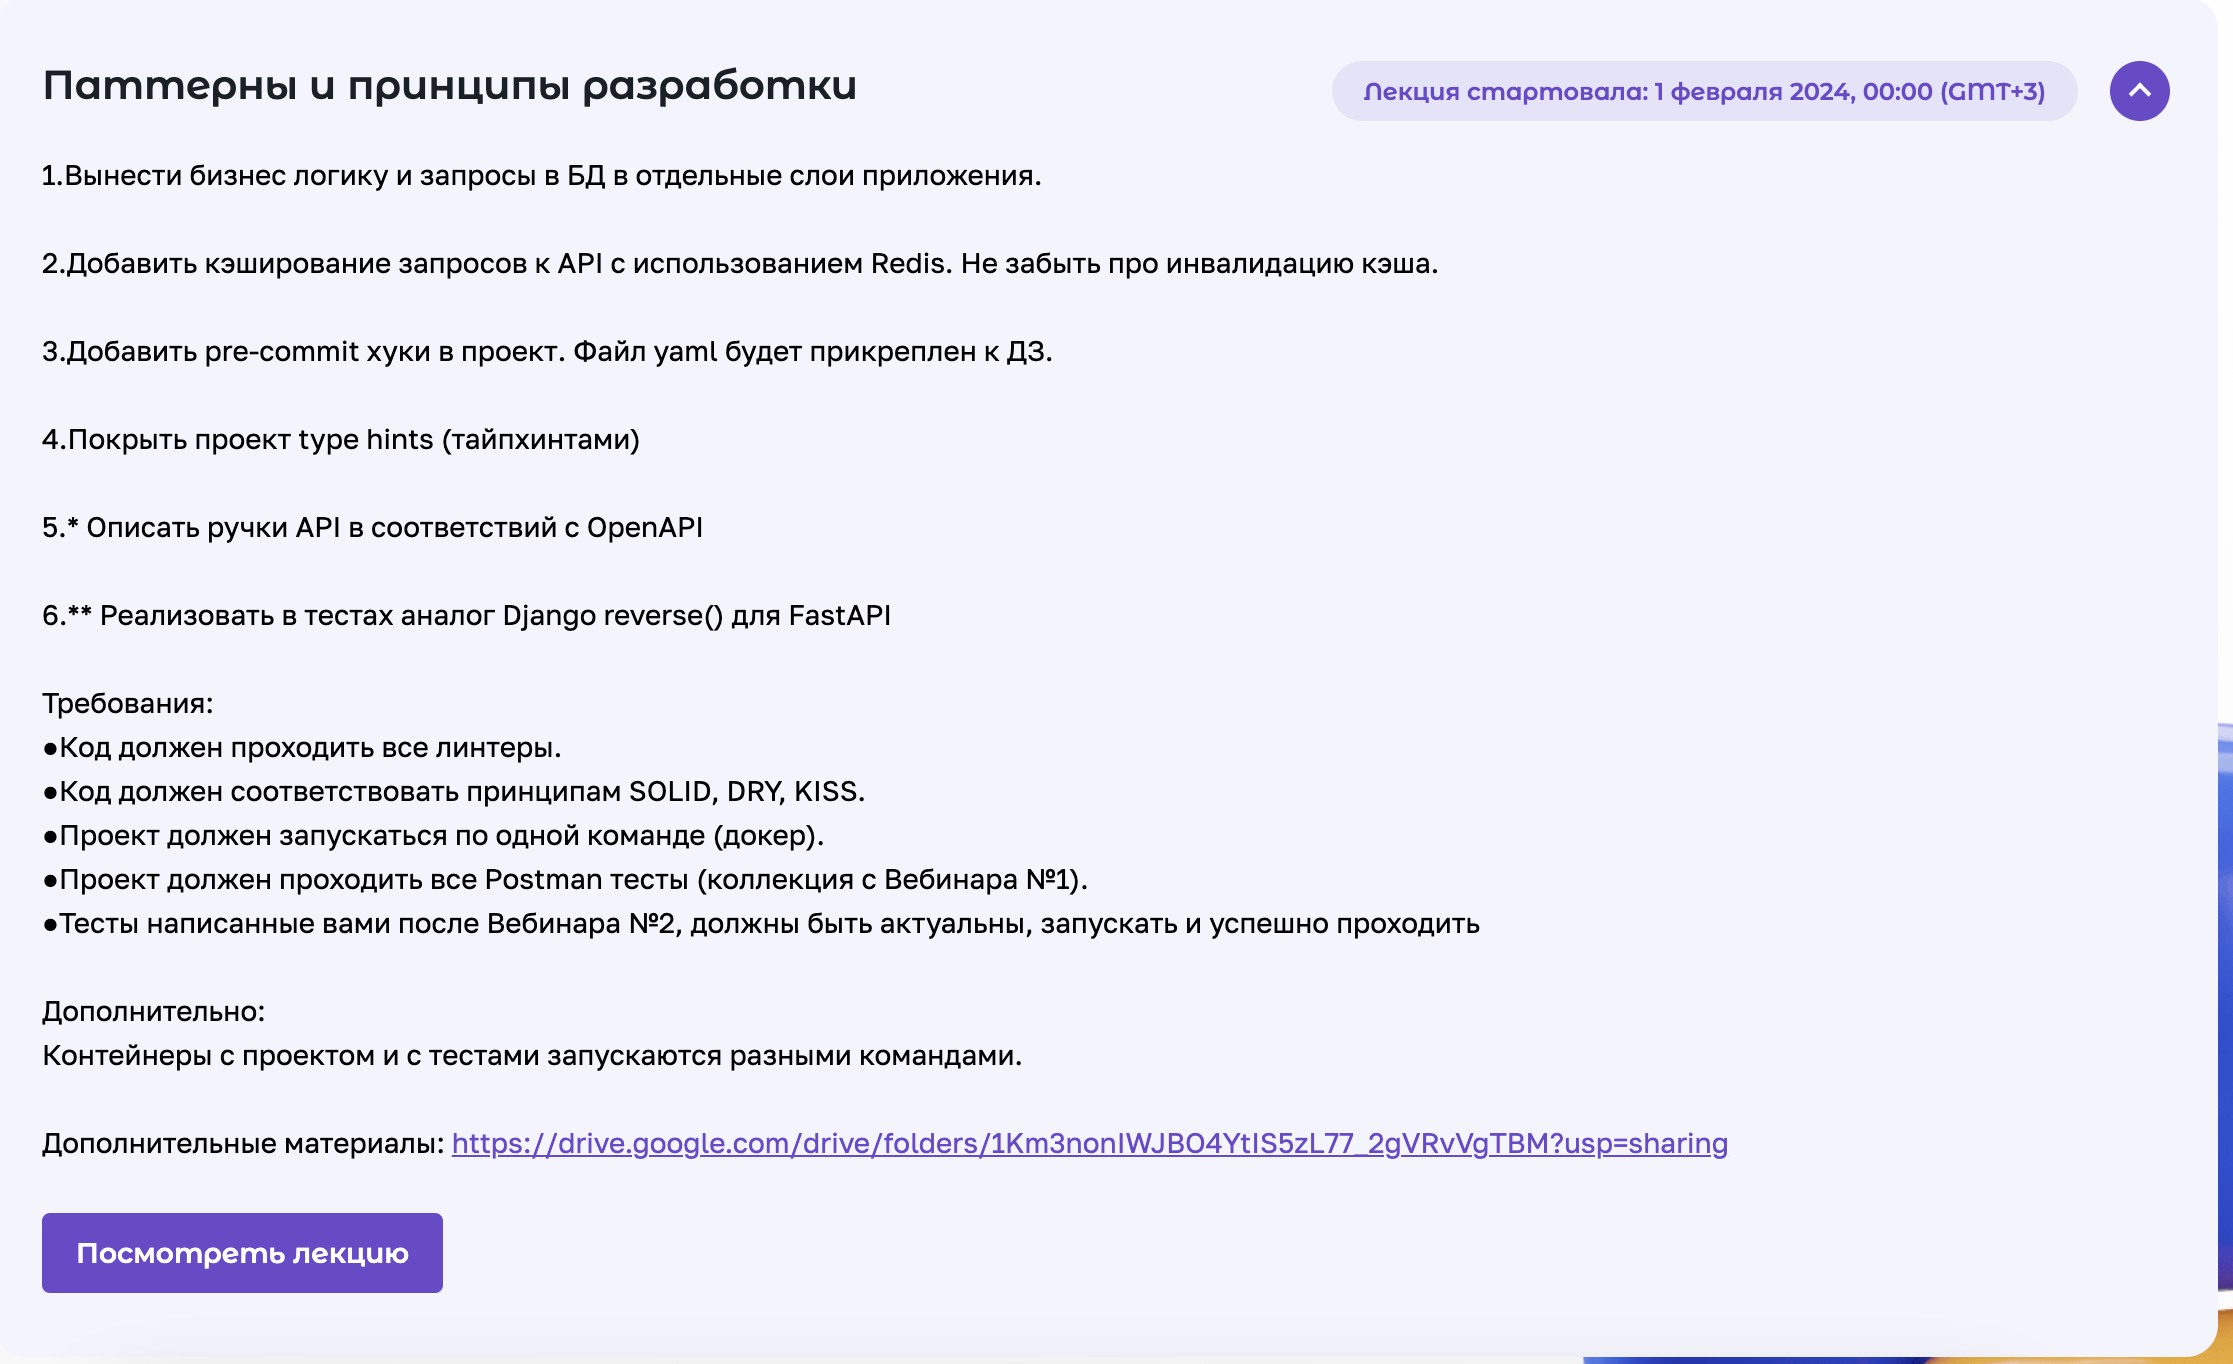 Паттерны и принципы разработки
Лекция стартовала: 1 февраля 2024, 00:00 (GMT+3)
1.Вынести бизнес логику и запросы в БД в отдельные слои приложения.
2.Добавить кэширование запросов к API с использованием Redis. Не забыть про инвалидацию кэша.
3.Добавить pre-commit хуки в проект. Файл yaml будет прикреплен к ДЗ.
4.Покрыть проект type hints (тайпхинтами)
5.* Описать ручки API в соответствий с OpenAPI
6.** Реализовать в тестах аналог Django reverse() для FastAPI
Требования:
●Код должен проходить все линтеры.
●Код должен соответствовать принципам SOLID, DRY, KISS.
●Проект должен запускаться по одной команде (докер).
●Проект должен проходить все Postman тесты (коллекция с Вебинара №1).
●Тесты написанные вами после Вебинара №2, должны быть актуальны, запускать и успешно проходить
Дополнительно:
Контейнеры с проектом и с тестами запускаются разными командами.
Дополнительные материалы: https://drive.google.com/drive/folders/1Km3nonIWJBO4YtIS5zL77_2gVRvVgTBM?usp=sharing
Посмотреть лекцию